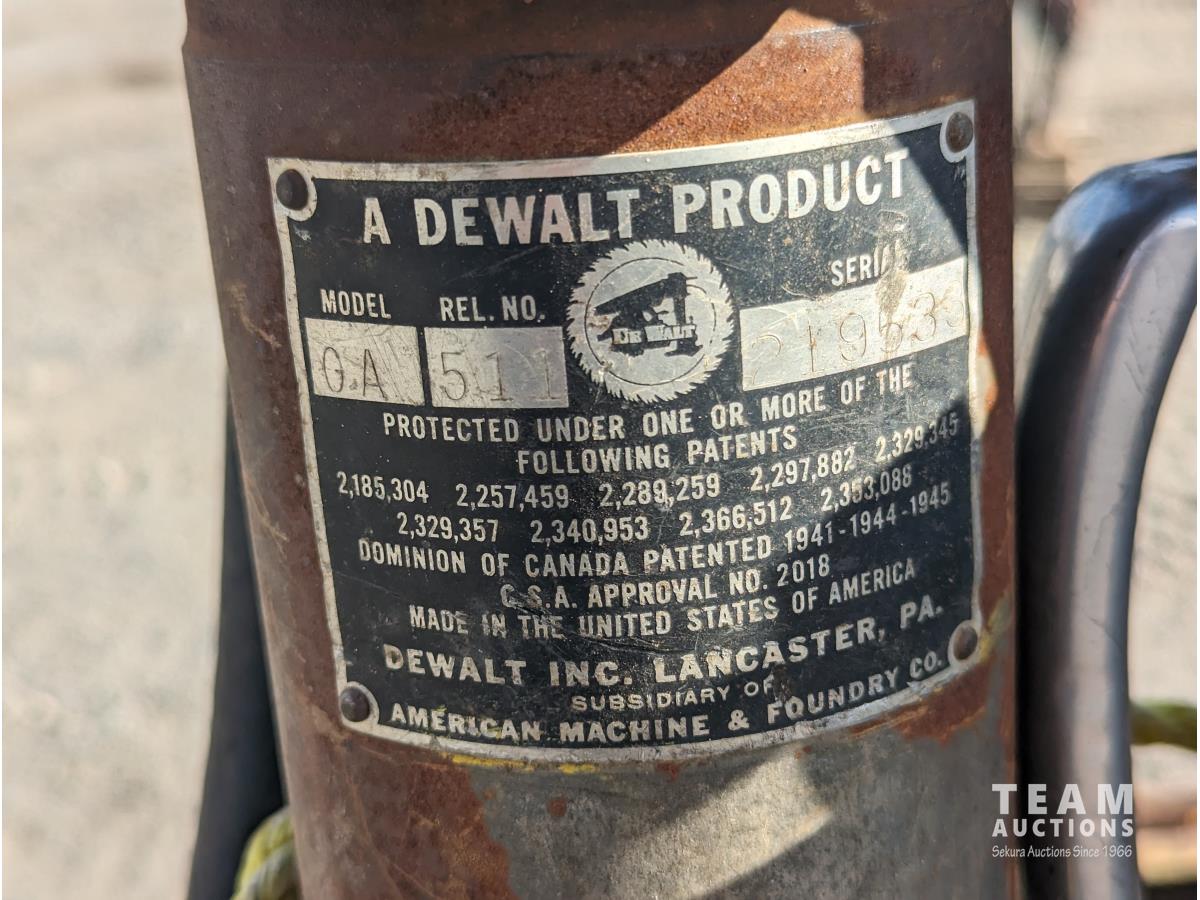 A DEWALT PRODUCT
MODEL REL. NO. SERIAL
GA 511 DE WALT
PROTECTED UNDER ONE OR MORE OF THE
FOLLOWING PATENTS
2,185,304 2,257,459 2,289,259 2,297,882 2,329,345
2,329,357 2,340,953 2,366,512 2,353,088
DOMINION OF CANADA PATENTED 1941-1944-1945
C.S.A. APPROVAL NO. 2018
MADE IN THE UNITED STATES OF AMERICA
DEWALT INC. LANCASTER, PA.
SUBSIDIARY OF
AMERICAN MACHINE & FOUNDRY CO.
TEAM
AUCTIONS
Sekura Auctions Since 1966